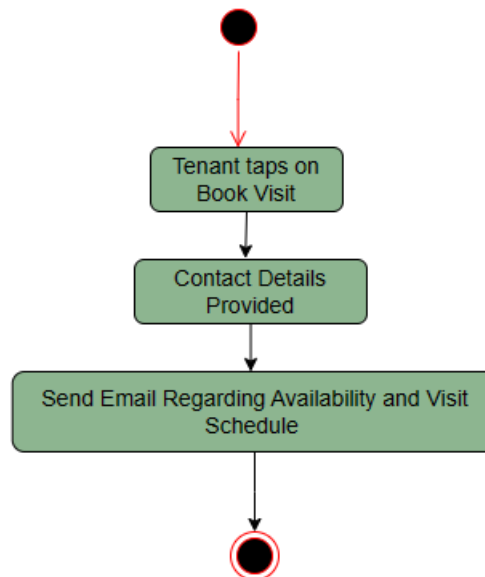 Tenant taps on
Book Visit
Contact Details
Provided
Send Email Regarding Availability and Visit
Schedule